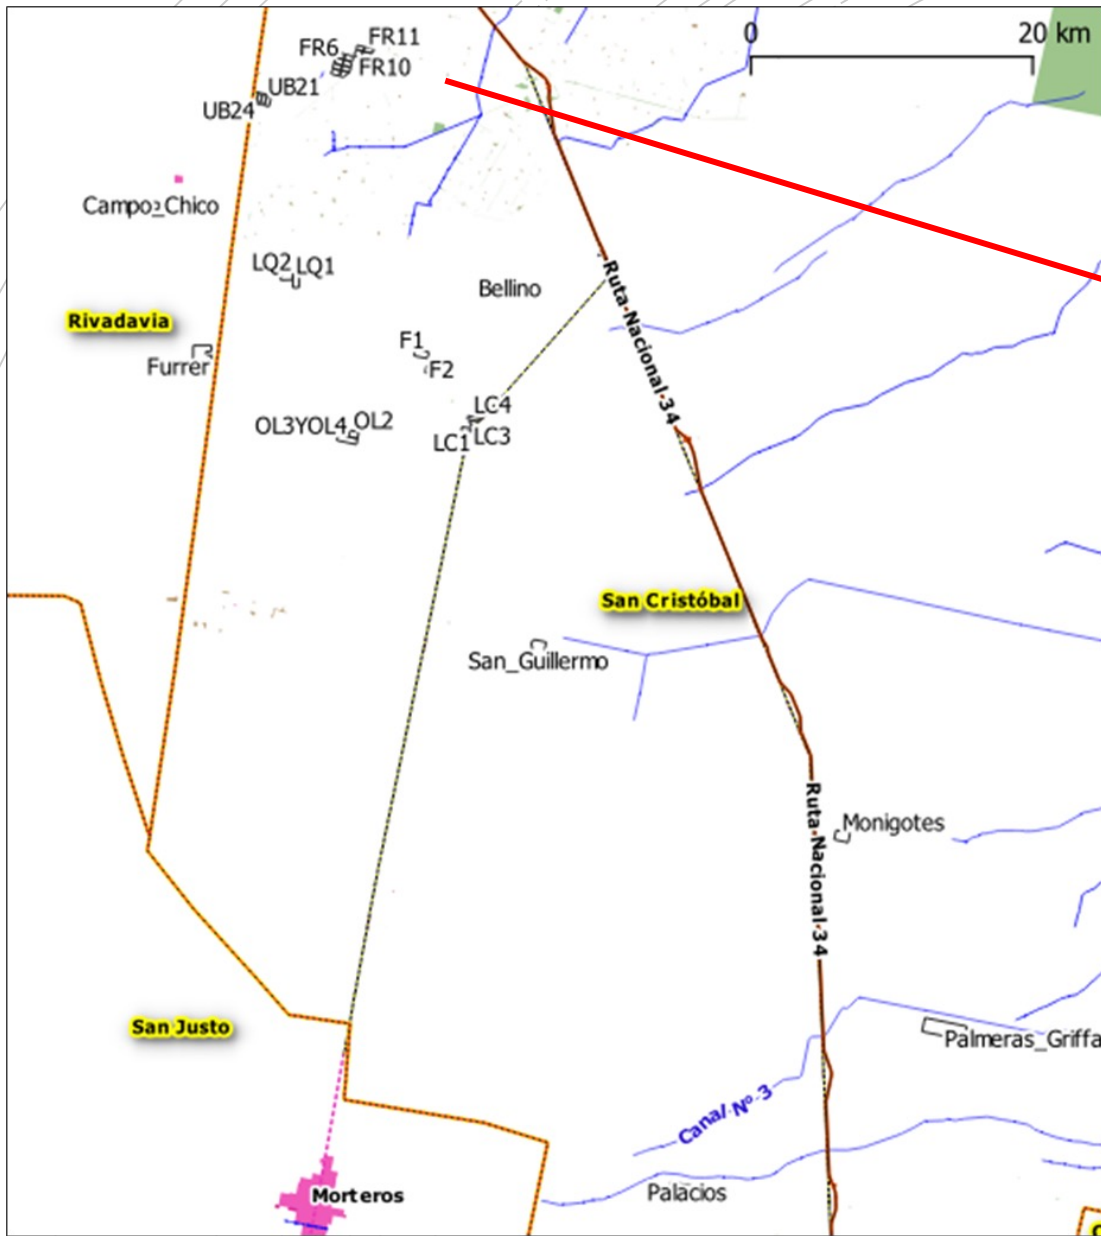 0 20 km
FR6 FR11
FR10
UB21
UB24
Campo_Chico
LQ2 LQ1
Bellino
Ruta Nacional 34
Rivadavia
Furrer
F1
F2
LC4
OL3YOL4 OL2
LC1 LC3
San Cristóbal
San_Guillermo
Ruta Nacional 34
Monigotes
San Justo
Palmeras_Griffa
Canal Nº 3
Morteros
Palacios